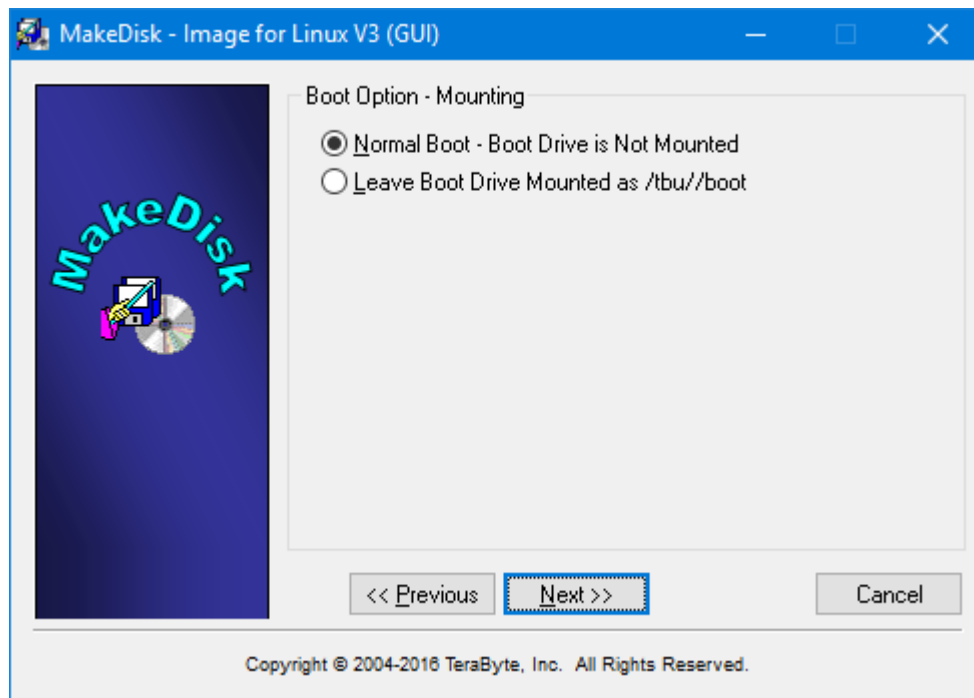 MakeDisk - Image for Linux V3 (GUI)
MakeDisk
Boot Option - Mounting
Normal Boot - Boot Drive is Not Mounted
Leave Boot Drive Mounted as /tbu//boot
<< Previous
Next >>
Cancel
Copyright © 2004-2016 TeraByte, Inc. All Rights Reserved.